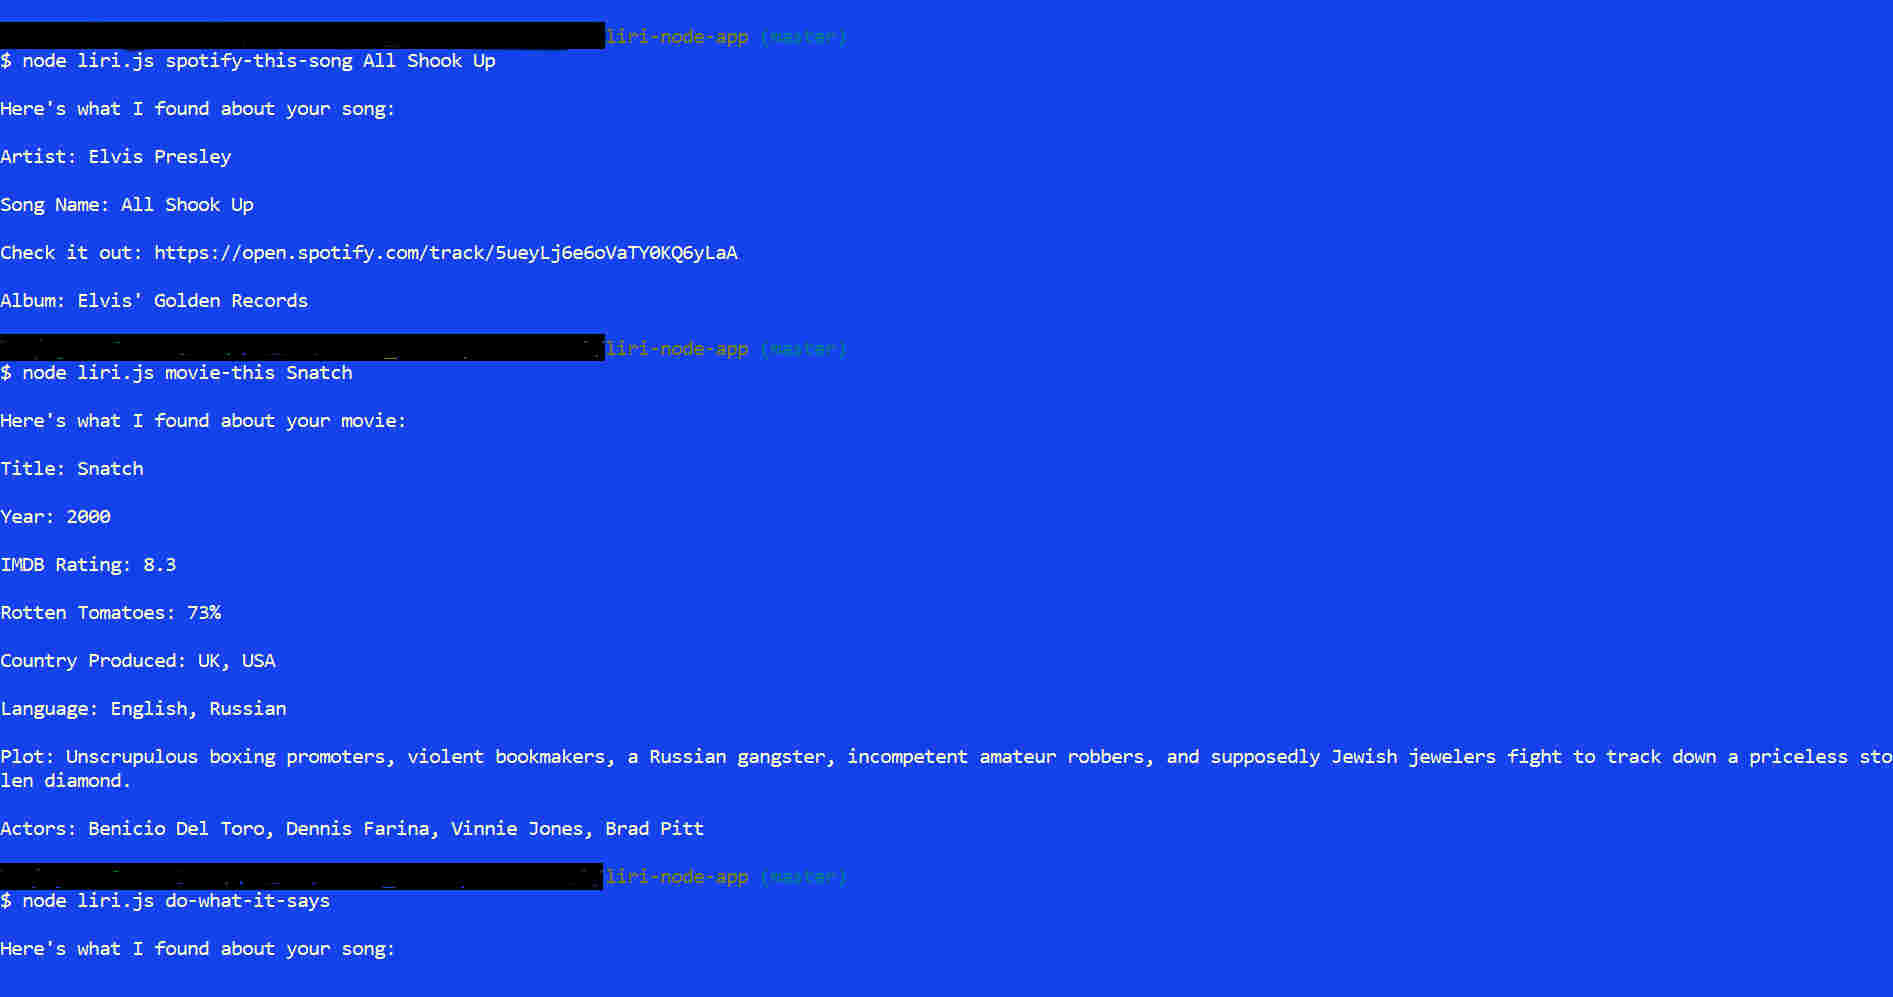 liri-node-app (master)
$ node liri.js spotify-this-song All Shook Up
Here's what I found about your song:
Artist: Elvis Presley
Song Name: All Shook Up
Check it out: https://open.spotify.com/track/5ueyLj6e6oVaTY0KQ6yLaA
Album: Elvis' Golden Records
liri-node-app (master)
$ node liri.js movie-this Snatch
Here's what I found about your movie:
Title: Snatch
Year: 2000
IMDB Rating: 8.3
Rotten Tomatoes: 73%
Country Produced: UK, USA
Language: English, Russian
Plot: Unscrupulous boxing promoters, violent bookmakers, a Russian gangster, incompetent amateur robbers, and supposedly Jewish jewelers fight to track down a priceless sto
len diamond.
Actors: Benicio Del Toro, Dennis Farina, Vinnie Jones, Brad Pitt
liri-node-app (master)
$ node liri.js do-what-it-says
Here's what I found about your song: